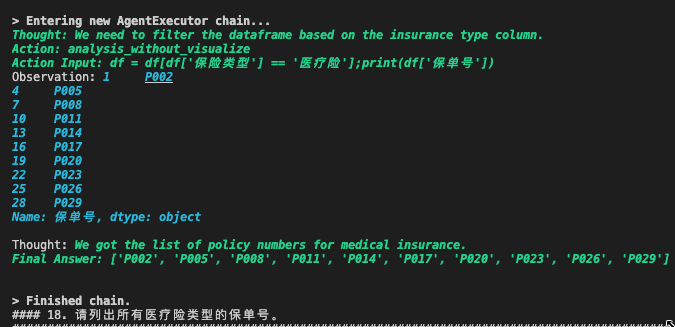 > Entering new AgentExecutor chain...
Thought: We need to filter the dataframe based on the insurance type column.
Action: analysis_without_visualize
Action Input: df = df[df['保险类型'] == '医疗险'];print(df['保单号'])
Observation: 1     P002
4     P005
7     P008
10    P011
13    P014
16    P017
19    P020
22    P023
25    P026
28    P029
Name: 保单号, dtype: object
Thought: We got the list of policy numbers for medical insurance.
Final Answer: ['P002', 'P005', 'P008', 'P011', 'P014', 'P017', 'P020', 'P023', 'P026', 'P029']
> Finished chain.
#### 18. 请列出所有医疗险类型的保单号。